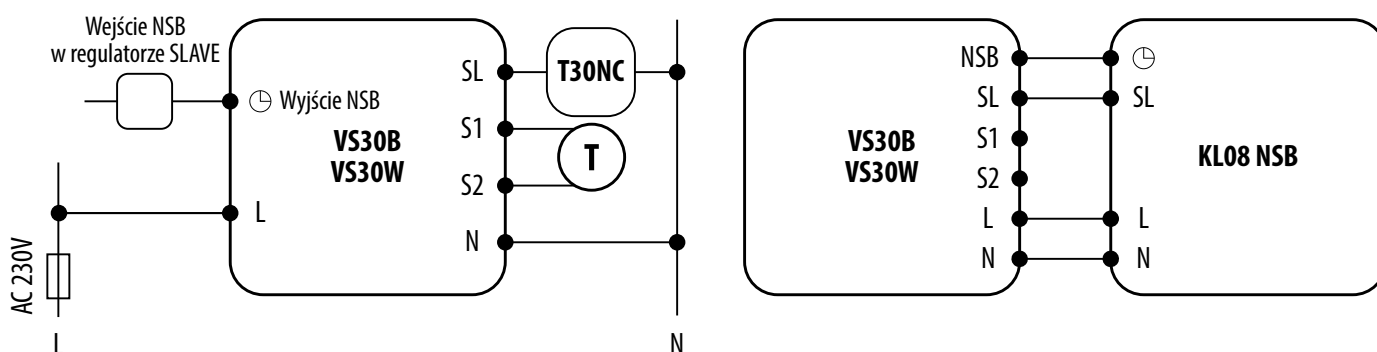 Wejście NSB
w regulatorze SLAVE
Wyjście NSB
VS30B
VS30W
L
SL
S1
S2
N
T30NC
T
AC 230V
N
VS30B
VS30W
NSB
SL
S1
S2
L
N
SL
L
N
KL08 NSB